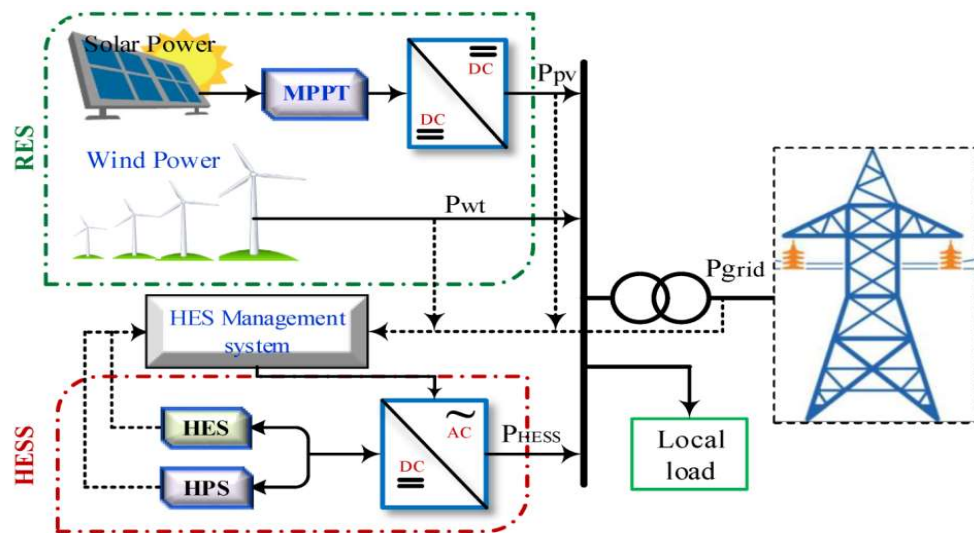 Solar Power
MPPT
DC
DC
Ppv
RES
Wind Power
Pwt
Pgrid
HES Management
system
HESS
HES
HPS
AC
DC
PHESS
Local
load